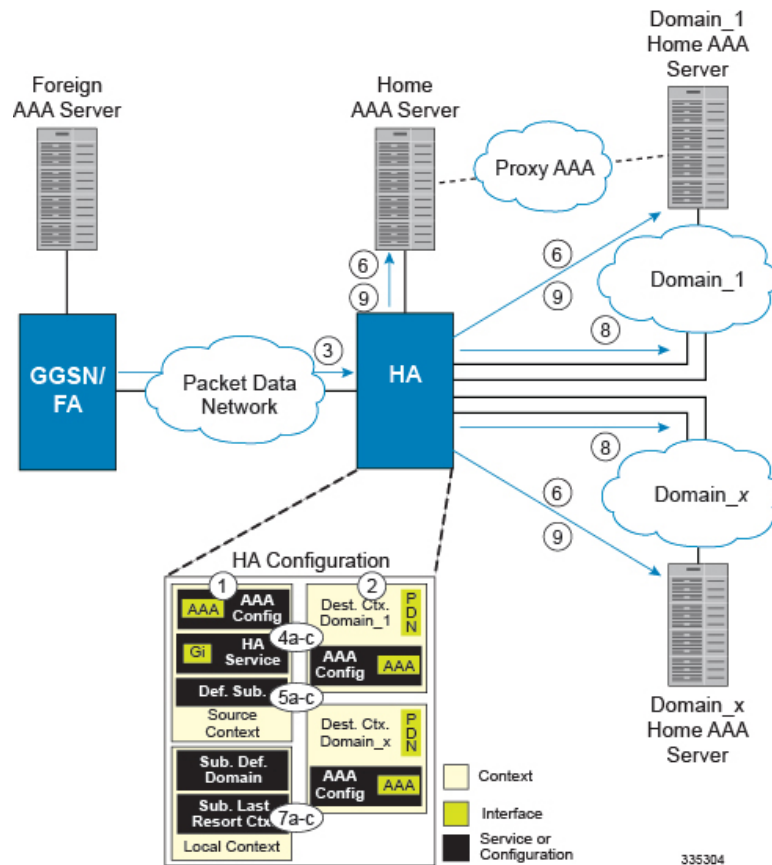 Domain_1
Home AAA
Server
Foreign
AAA Server
Home
AAA Server
Proxy AAA
6
9
6
9
Domain_1
8
3
GGSN/
FA
Packet Data
Network
HA
8
6
9
Domain_x
HA Configuration
1
2
AAA
AAA
Config
Dest. Ctx.
Domain_1
PDN
4a-c
Gi
HA
Service
AAA
Config
AAA
Def. Sub.
5a-c
Source
Context
Dest. Ctx.
Domain_x
PDN
Sub. Def.
Domain
AAA
Config
AAA
Sub. Last
Resort Ctx
7a-c
Local Context
Domain_x
Home AAA
Server
Context
Interface
Service or
Configuration
335304